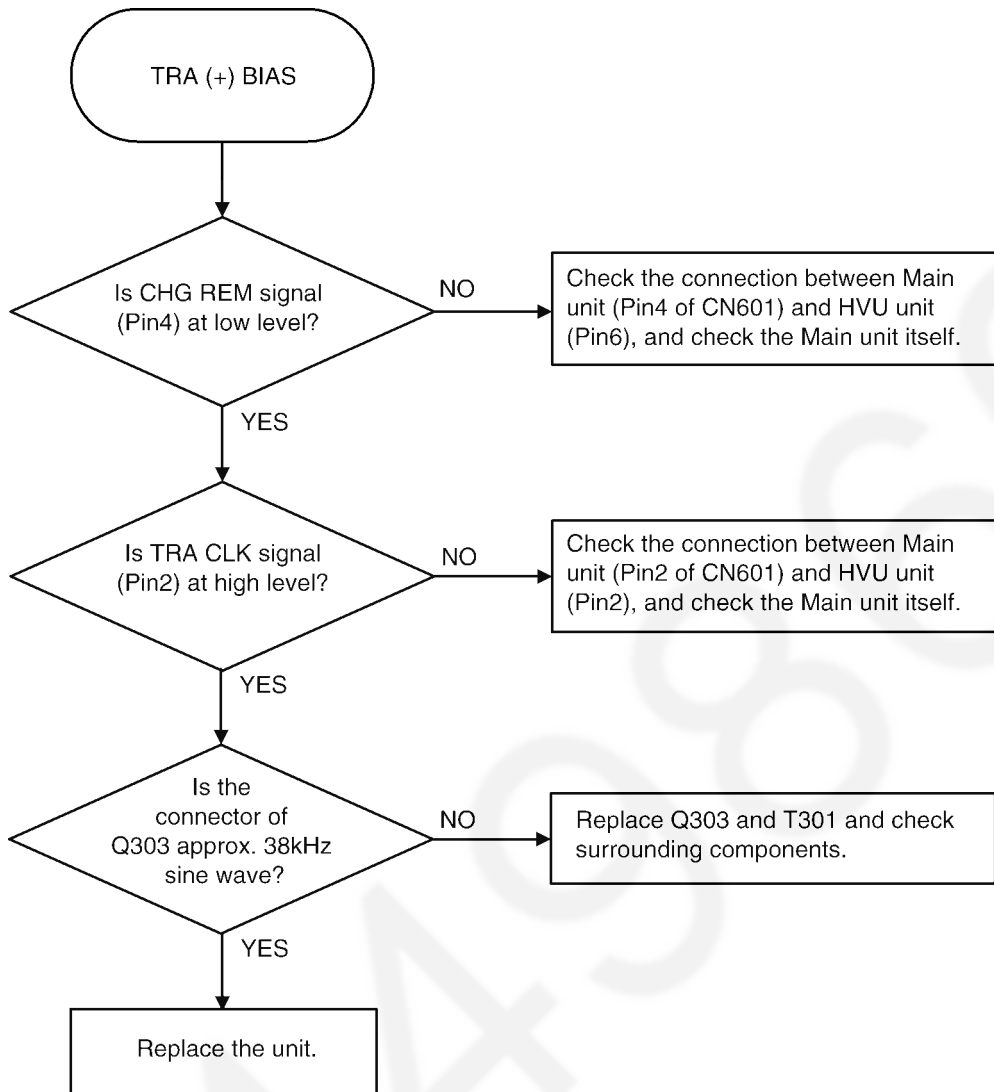 TRA (+) BIAS
Is CHG REM signal
(Pin4) at low level?
NO
Check the connection between Main
unit (Pin4 of CN601) and HVU unit
(Pin6), and check the Main unit itself.
YES
Is TRA CLK signal
(Pin2) at high level?
NO
Check the connection between Main
unit (Pin2 of CN601) and HVU unit
(Pin2), and check the Main unit itself.
YES
Is the
connector of
Q303 approx. 38kHz
sine wave?
NO
Replace Q303 and T301 and check
surrounding components.
YES
Replace the unit.